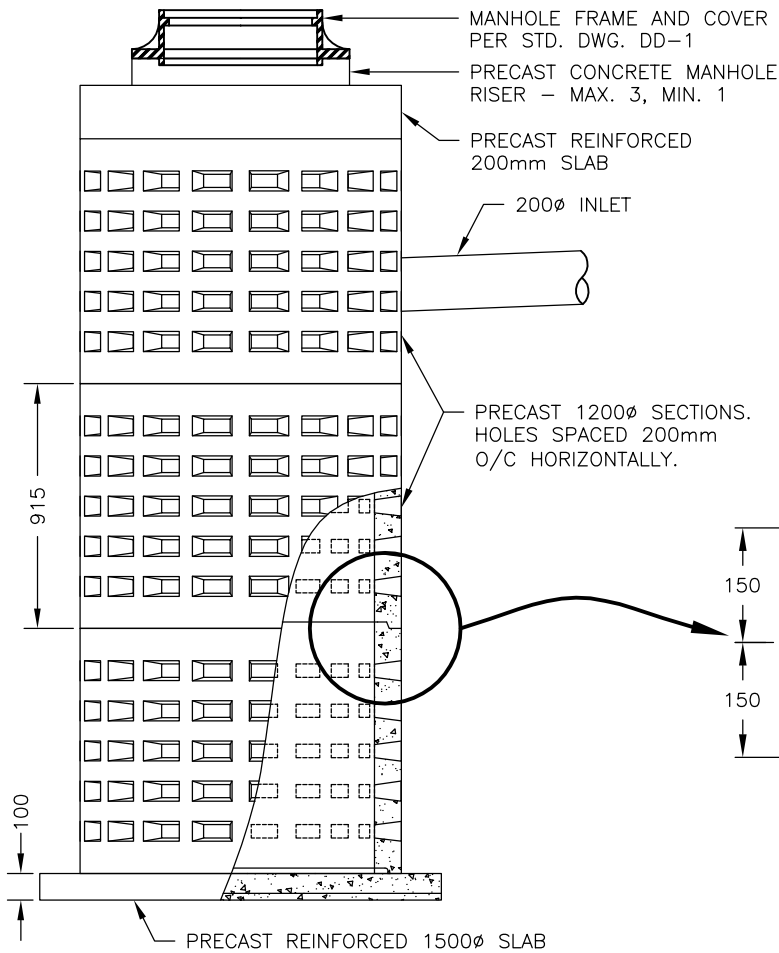 MANHOLE FRAME AND COVER
PER STD. DWG. DD-1
PRECAST CONCRETE MANHOLE
RISER - MAX. 3, MIN. 1
PRECAST REINFORCED
200mm SLAB
200ø INLET
PRECAST 1200ø SECTIONS.
HOLES SPACED 200mm
O/C HORIZONTALLY.
915
150
150
100
PRECAST REINFORCED 1500ø SLAB